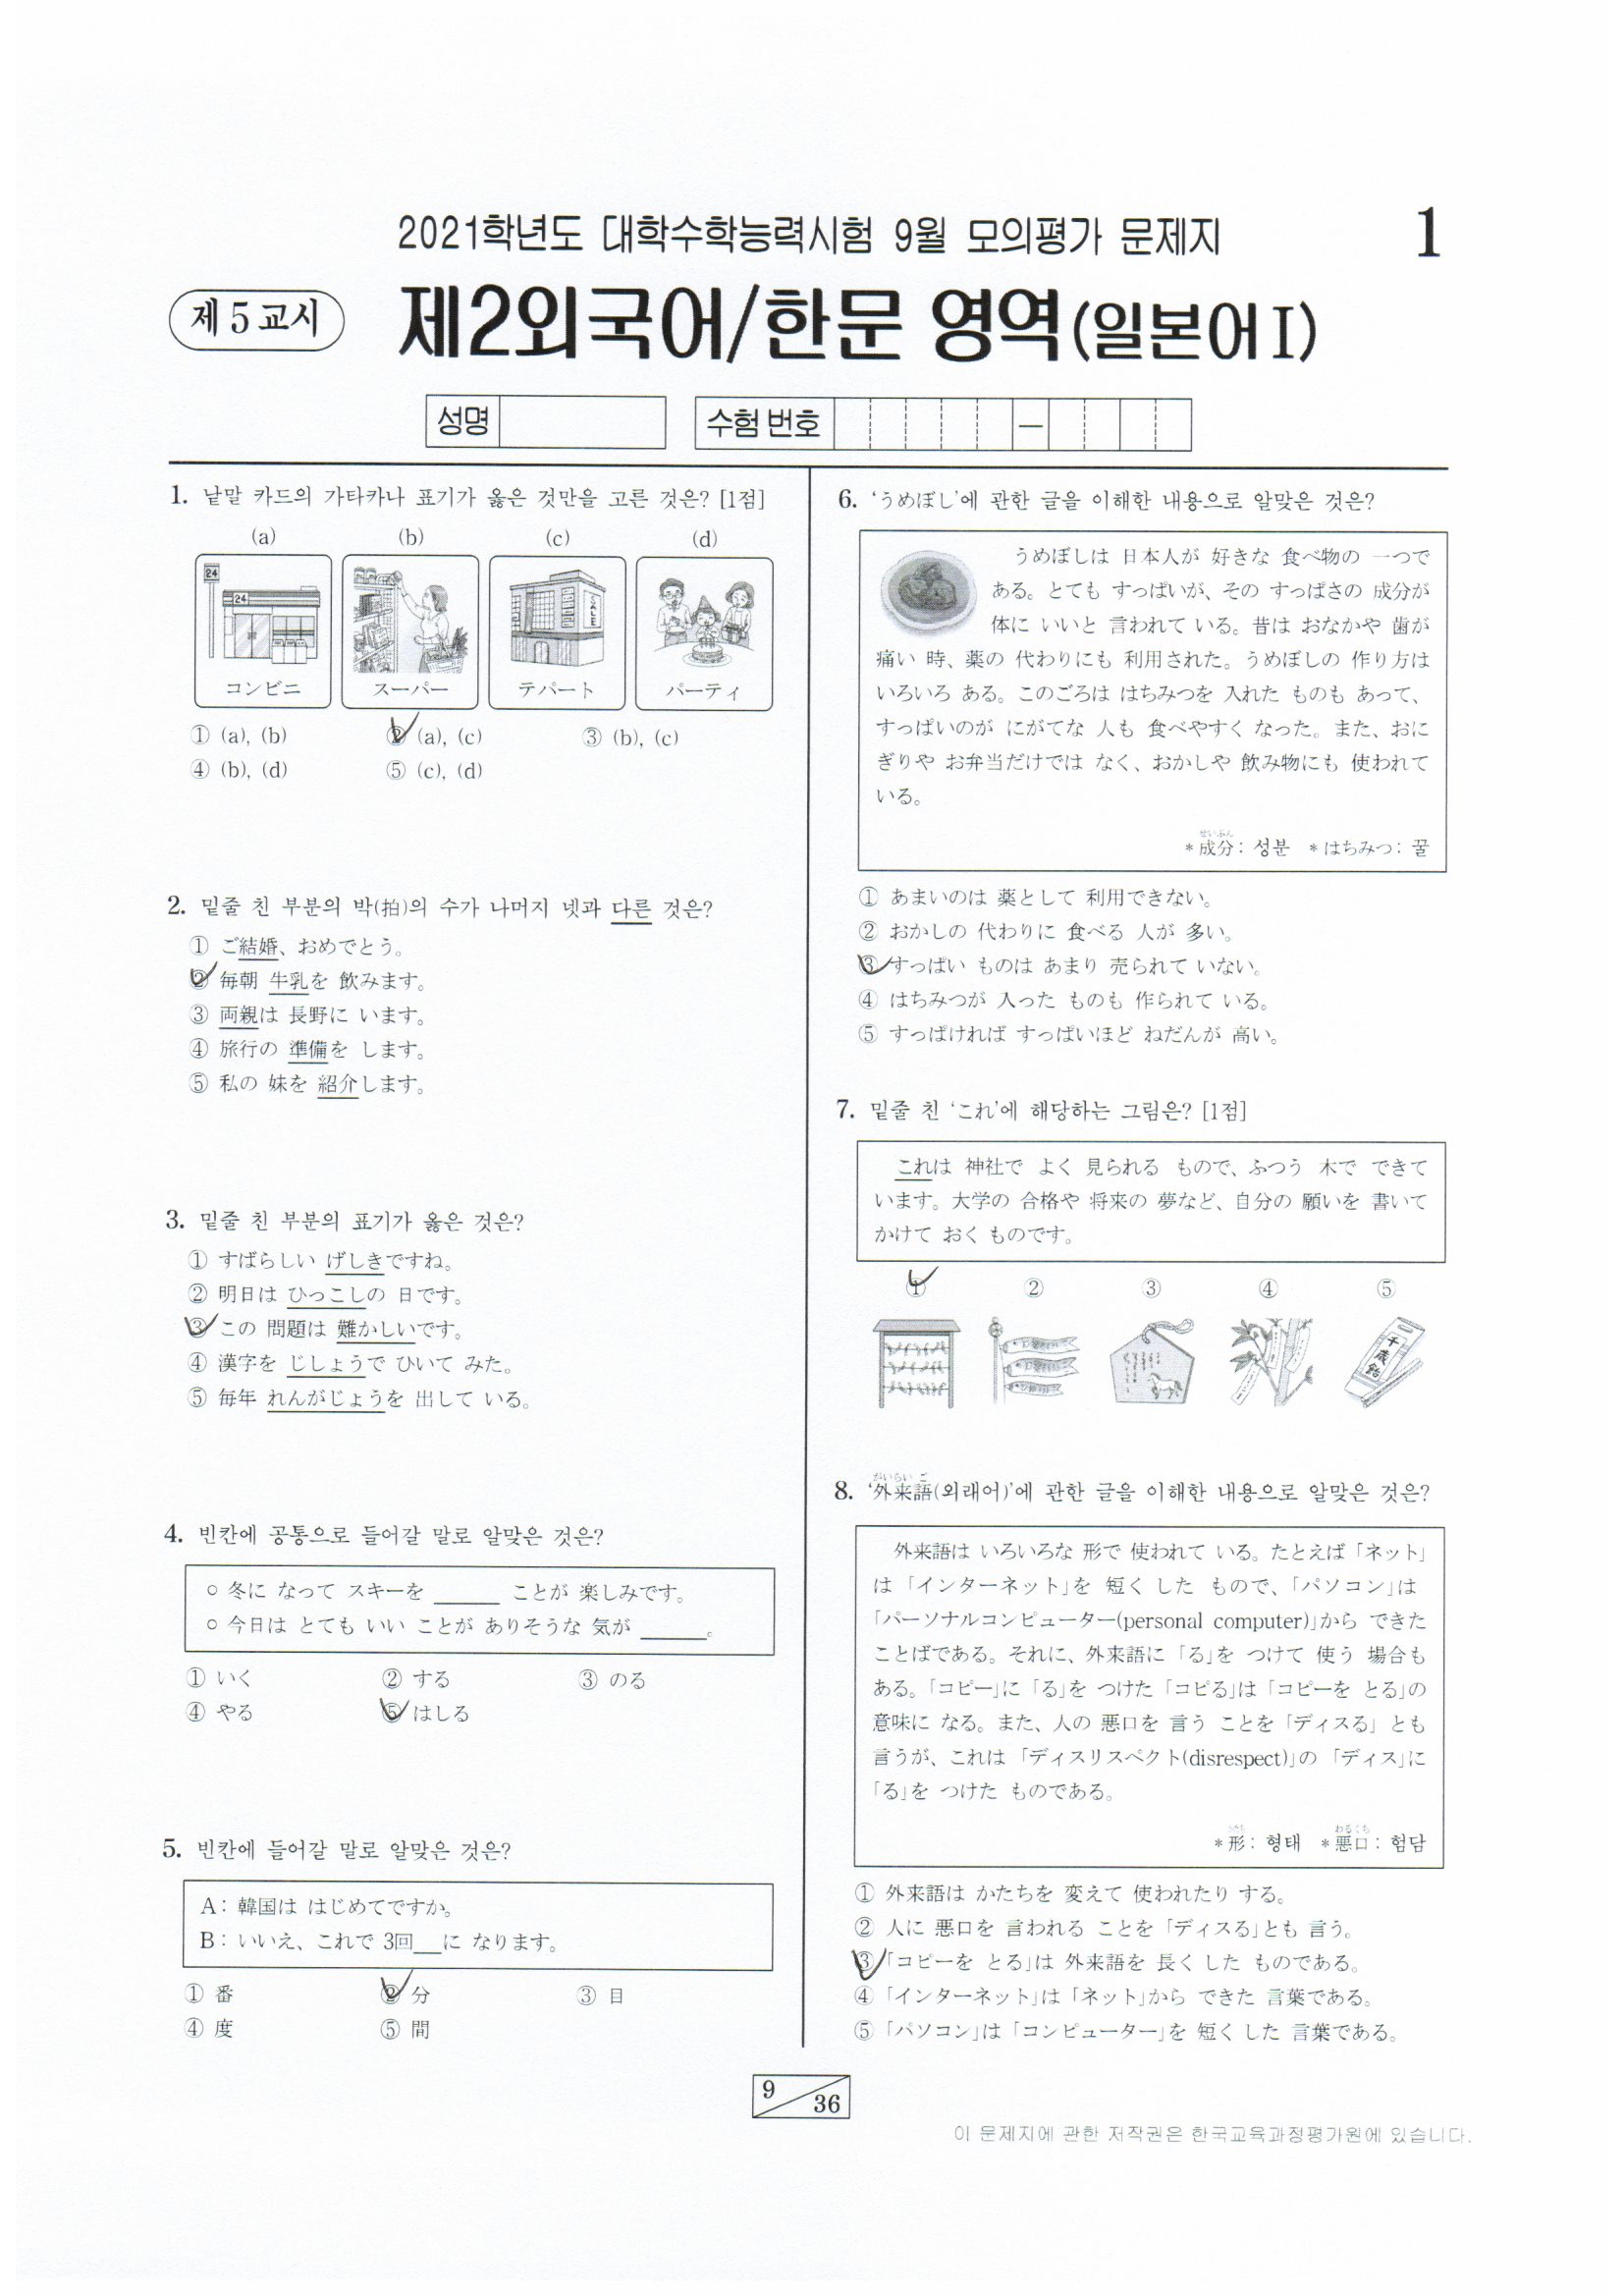 2021학년도 대학수학능력시험 9월 모의평가 문제지
1
제 5 교시
제2외국어/한문 영역(일본어Ⅰ)
성명
수험 번호
—
1. 낱말 카드의 가타카나 표기가 옳은 것만을 고른 것은? [1점]
(a) (b) (c) (d)
24
24
SALE
コンビニ スーパー テパート パーティ
① (a), (b) ② (a), (c) ③ (b), (c)
④ (b), (d) ⑤ (c), (d)
2. 밑줄 친 부분의 박(拍)의 수가 나머지 넷과 다른 것은?
① ご結婚、おめでとう。
② 毎朝 牛乳を 飲みます。
③ 両親は 長野に います。
④ 旅行の 準備を します。
⑤ 私の 妹を 紹介します。
3. 밑줄 친 부분의 표기가 옳은 것은?
① すばらしい げしきですね。
② 明日は ひっこしの 日です。
③ この 問題は 難かしいです。
④ 漢字を じしょうで ひいて みた。
⑤ 毎年 れんがじょうを 出して いる。
4. 빈칸에 공통으로 들어갈 말로 알맞은 것은?
○ 冬に なって スキーを ______ ことが 楽しみです。
○ 今日は とても いい ことが ありそうな 気が ______。
① いく ② する ③ のる
④ やる ⑤ はしる
5. 빈칸에 들어갈 말로 알맞은 것은?
A: 韓国は はじめてですか。
B: いいえ、これで 3回__に なります。
① 番 ② 分 ③ 目
④ 度 ⑤ 間
6. ‘うめぼし’에 관한 글을 이해한 내용으로 알맞은 것은?
うめぼしは 日本人が 好きな 食べ物の 一つで
ある。とても すっぱいが、その すっぱさの 成分が
体に いいと 言われて いる。昔は おなかや 歯が
痛い 時、薬の 代わりにも 利用された。うめぼしの 作り方は
いろいろ ある。このごろは はちみつを 入れた ものも あって、
すっぱいのが にがてな 人も 食べやすく なった。また、おに
ぎりや お弁当だけでは なく、おかしや 飲み物にも 使われて
いる。
せいぶん
*成分: 성분 *はちみつ: 꿀
① あまいのは 薬として 利用できない。
② おかしの 代わりに 食べる 人が 多い。
③ すっぱい ものは あまり 売られて いない。
④ はちみつが 入った ものも 作られて いる。
⑤ すっぱければ すっぱいほど ねだんが 高い。
7. 밑줄 친 ‘これ’에 해당하는 그림은? [1점]
これは 神社で よく 見られる もので、ふつう 木で できて
います。大学の 合格や 将来の 夢など、自分の 願いを 書いて
かけて おく ものです。
① ② ③ ④ ⑤
千歳飴
がいらい ご
8. ‘外来語(외래어)’에 관한 글을 이해한 내용으로 알맞은 것은?
外来語は いろいろな 形で 使われて いる。たとえば「ネット」
は 「インターネット」を 短く した もので、「パソコン」は
「パーソナルコンピューター(personal computer)」から できた
ことばである。それに、外来語に 「る」を つけて 使う 場合も
ある。「コピー」に 「る」を つけた 「コピる」は 「コピーを とる」の
意味に なる。また、人の 悪口を 言う ことを 「ディスる」 とも
言うが、これは 「ディスリスペクト(disrespect)」の 「ディス」に
「る」を つけた ものである。
かたち わるくち
*形: 형태 *悪口: 험담
① 外来語は かたちを 変えて 使われたり する。
② 人に 悪口を 言われる ことを 「ディスる」とも 言う。
③ 「コピーを とる」は 外来語を 長く した ものである。
④ 「インターネット」は 「ネット」から できた 言葉である。
⑤ 「パソコン」は 「コンピューター」を 短く した 言葉である。
9
36
이 문제지에 관한 저작권은 한국교육과정평가원에 있습니다.